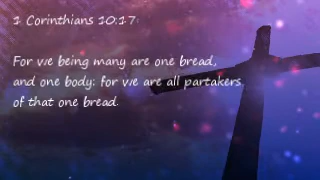 1 Corinthians 10:17
For we being many are one bread,
and one body: for we are all partakers
of that one bread.